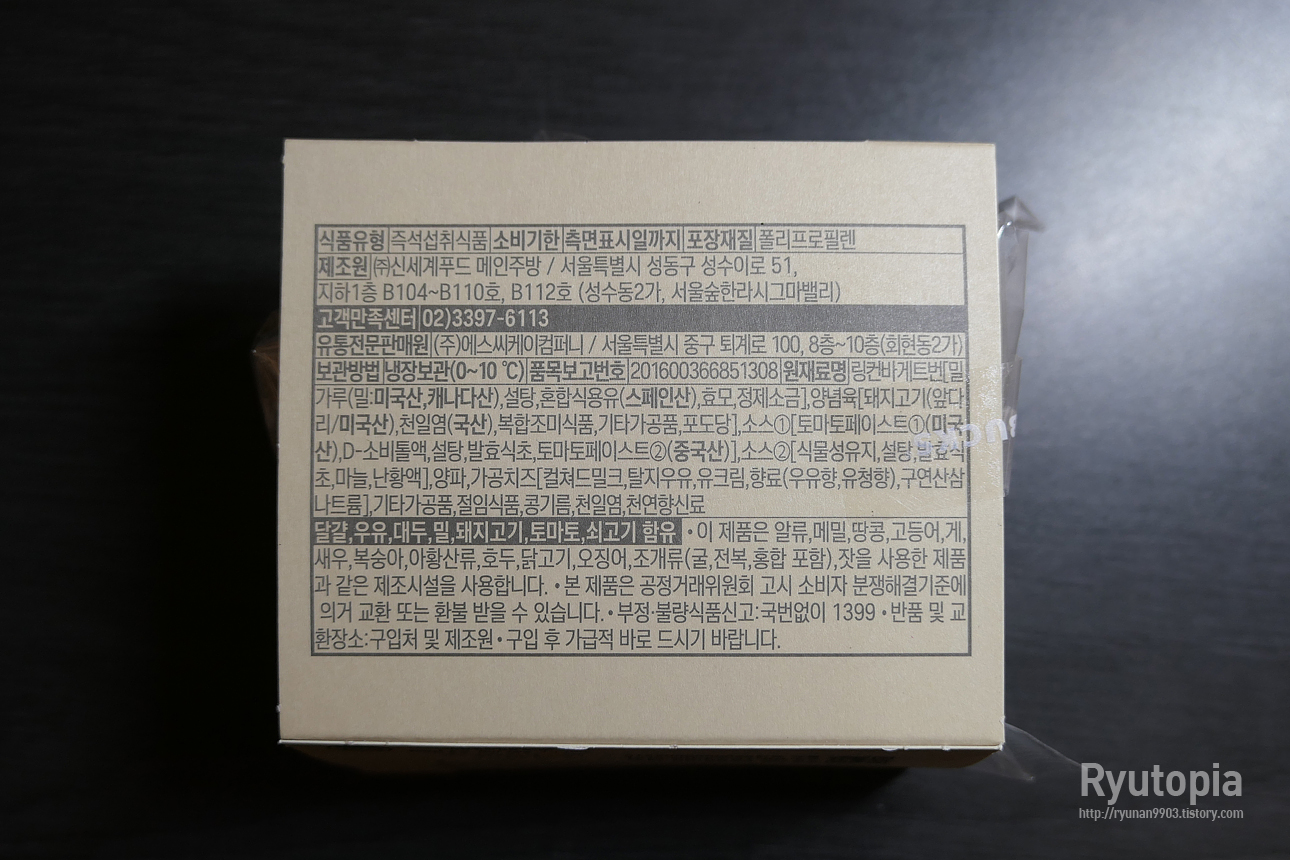 식품유형 즉석섭취식품 소비기한 측면표시일까지 포장재질 폴리프로필렌
제조원 ㈜신세계푸드 메인주방 / 서울특별시 성동구 성수이로 51,
지하1층 B104~B110호, B112호 (성수동2가, 서울숲한라시그마밸리)
고객만족센터 02)3397-6113
유통전문판매원 (주)에스씨케이컴퍼니 / 서울특별시 중구 퇴계로 100, 8층~10층(회현동2가)
보관방법 냉장보관(0~10 ℃) 품목보고번호 201600366851308 원재료명 링컨바게트번[밀
가루(밀:미국산,캐나다산),설탕,혼합식용유(스페인산),효모,정제소금],양념육[돼지고기(앞다
리/미국산),천일염(국산),복합조미식품,기타가공품,포도당],소스①[토마토페이스트①(미국
산),D-소비톨액,설탕,발효식초,토마토페이스트②(중국산)],소스②[식물성유지,설탕,발효식
초,마늘,난황액],양파,가공치즈[컬쳐드밀크,탈지우유,유크림,향료(우유향,유청향),구연산삼
나트륨],기타가공품,절임식품,콩기름,천일염,천연향신료
달걀,우유,대두,밀,돼지고기,토마토,쇠고기 함유 • 이 제품은 알류,메밀,땅콩,고등어,게,
새우,복숭아,아황산류,호두,닭고기,오징어,조개류(굴,전복,홍합 포함),잣을 사용한 제품
과 같은 제조시설을 사용합니다. • 본 제품은 공정거래위원회 고시 소비자 분쟁해결기준에
의거 교환 또는 환불 받을 수 있습니다. • 부정·불량식품신고:국번없이 1399 • 반품 및 교
환장소:구입처 및 제조원 • 구입 후 가급적 바로 드시기 바랍니다.
Ryutopia
http://ryunan9903.tistory.com